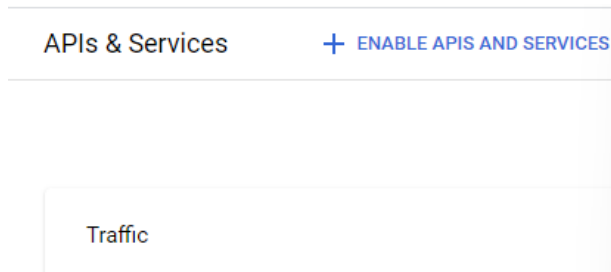 APIs & Services
+ ENABLE APIS AND SERVICES
Traffic